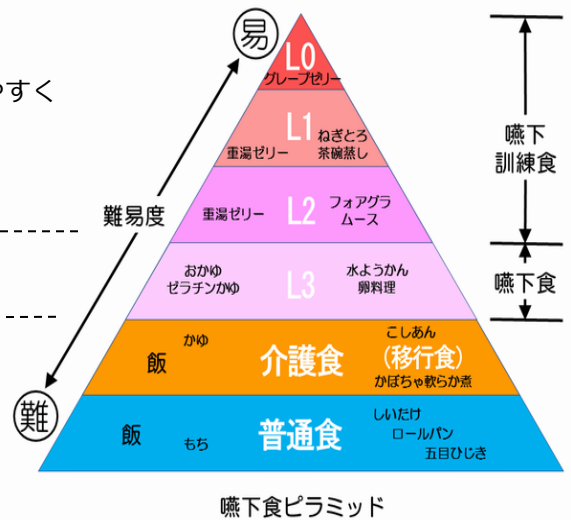 易
L0
グレープゼリー
やすく
L1
重湯ゼリー
ねぎとろ
茶碗蒸し
嚥下
訓練食
難易度
重湯ゼリー
L2
フォアグラ
ムース
おかゆ
ゼラチンかゆ
L3
水ようかん
卵料理
嚥下食
飯
かゆ
介護食
(移行食)
こしあん
かぼちゃ軟らか煮
難
飯
もち
普通食
しいたけ
ロールパン
五目ひじき
嚥下食ピラミッド